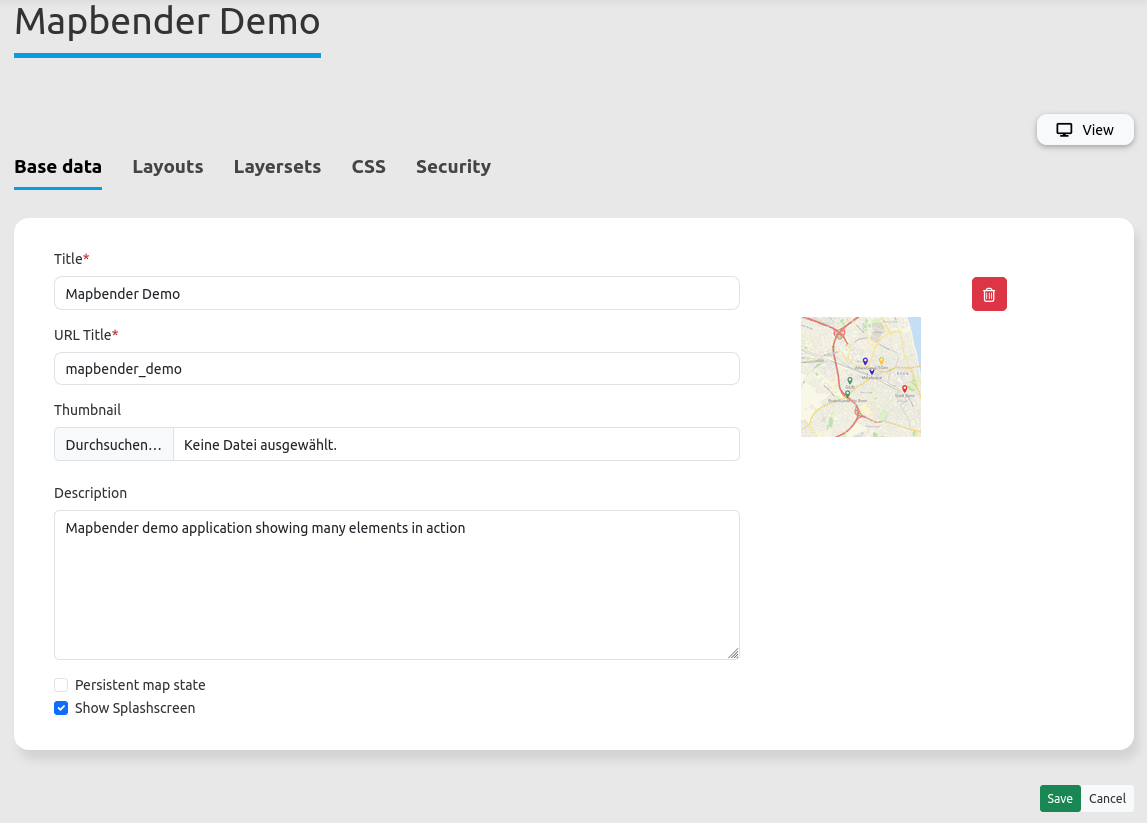 Mapbender Demo
View
Base data Layouts Layersets CSS Security
Title*
Mapbender Demo
URL Title*
mapbender_demo
Thumbnail
Durchsuchen... Keine Datei ausgewählt.
Description
Mapbender demo application showing many elements in action
Persistent map state
Show Splashscreen
Save Cancel